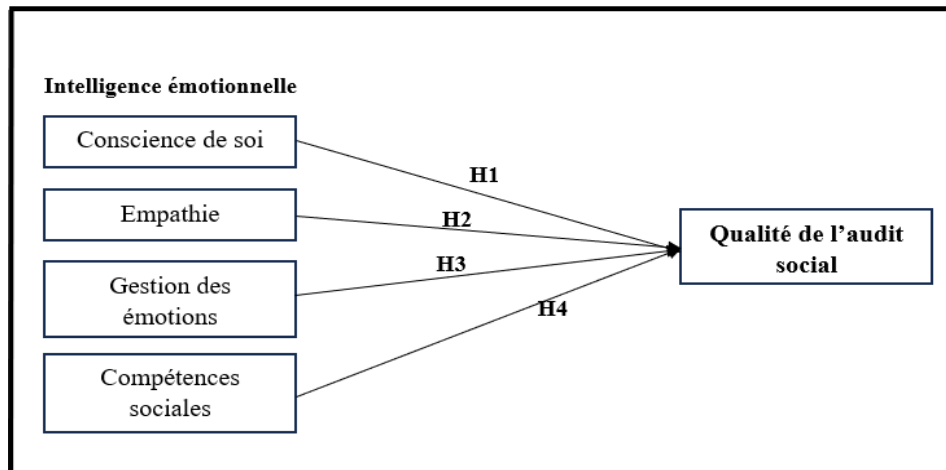 Intelligence émotionnelle
Conscience de soi
Empathie
Gestion des
émotions
Compétences
sociales
H1
H2
H3
H4
Qualité de l’audit
social